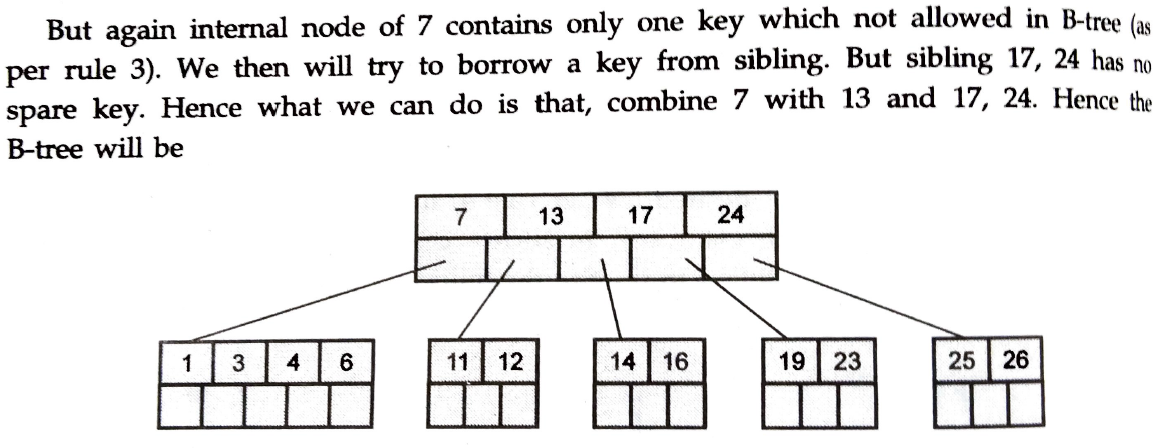 But again internal node of 7 contains only one key which not allowed in B-tree (as
per rule 3). We then will try to borrow a key from sibling. But sibling 17, 24 has no
spare key. Hence what we can do is that, combine 7 with 13 and 17, 24. Hence the
B-tree will be
7 13 17 24
1 3 4 6 11 12 14 16 19 23 25 26